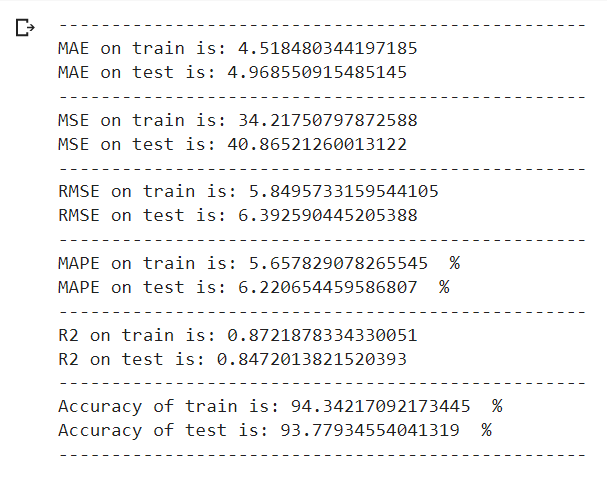 --------------------------------------------------
MAE on train is: 4.518480344197185
MAE on test is: 4.968550915485145
--------------------------------------------------
MSE on train is: 34.21750797872588
MSE on test is: 40.86521260013122
--------------------------------------------------
RMSE on train is: 5.8495733159544105
RMSE on test is: 6.392590445205388
--------------------------------------------------
MAPE on train is: 5.657829078265545  %
MAPE on test is: 6.220654459586807  %
--------------------------------------------------
R2 on train is: 0.8721878334330051
R2 on test is: 0.8472013821520393
--------------------------------------------------
Accuracy of train is: 94.34217092173445  %
Accuracy of test is: 93.77934554041319  %
--------------------------------------------------